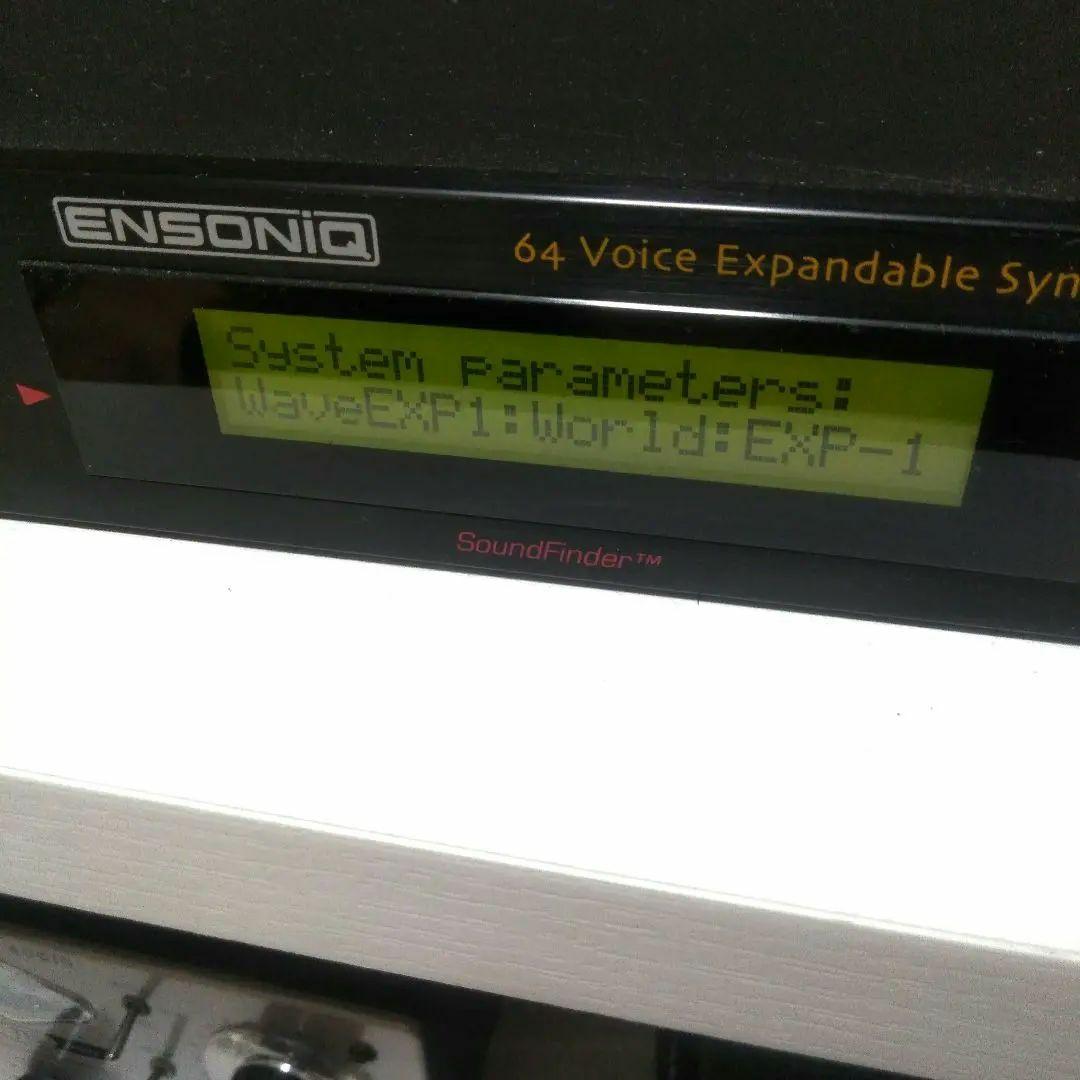 ENSONiQ
64 Voice Expandable Syn
System parameters:
WaveEXP1:World:EXP-1
SoundFinder™